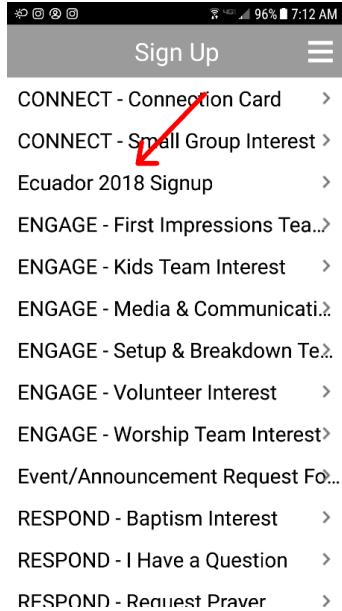 96% 7:12 AM
Sign Up
CONNECT - Connection Card
CONNECT - Small Group Interest
Ecuador 2018 Signup
ENGAGE - First Impressions Tea...
ENGAGE - Kids Team Interest
ENGAGE - Media & Communicati...
ENGAGE - Setup & Breakdown Te...
ENGAGE - Volunteer Interest
ENGAGE - Worship Team Interest
Event/Announcement Request Fo...
RESPOND - Baptism Interest
RESPOND - I Have a Question
RESPOND - Request Prayer